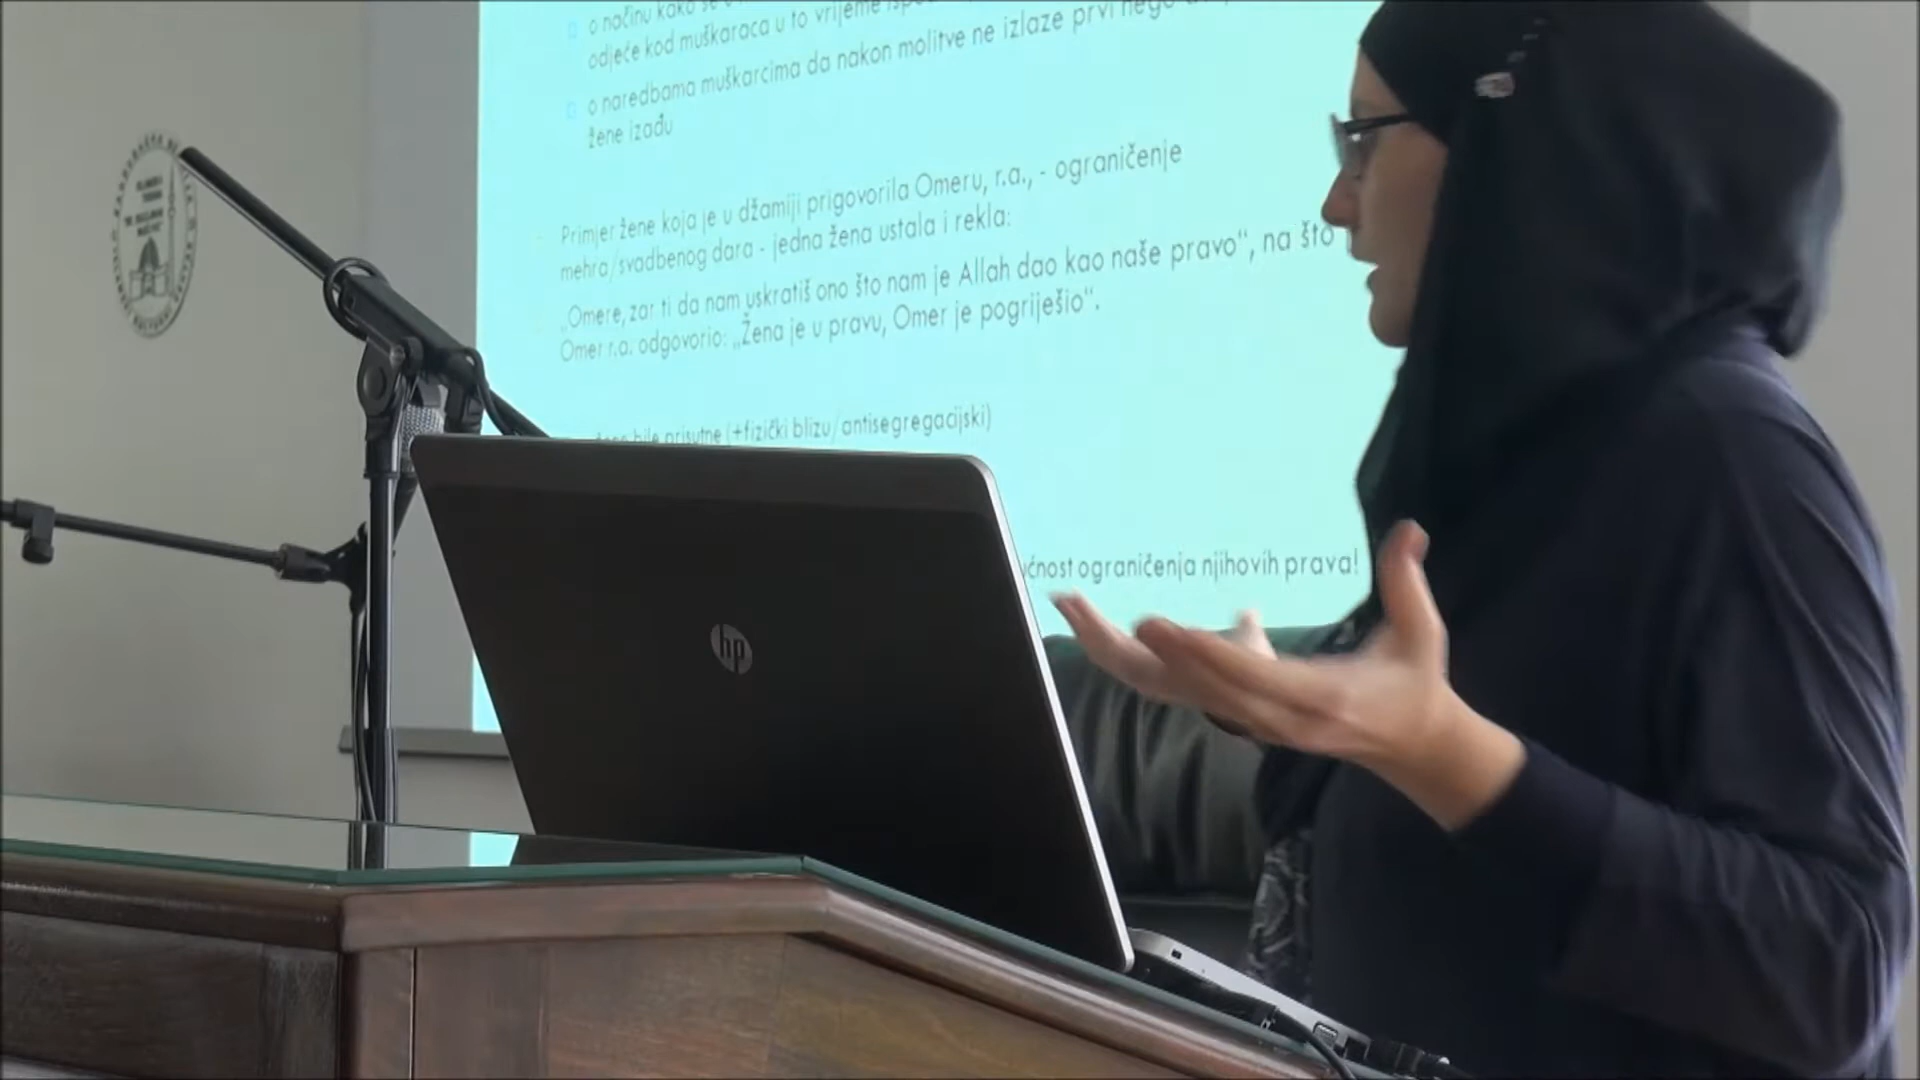 o načinu kako se
odjeće kod muškaraca u to vrijeme
o naredbama muškarcima da nakon molitve ne izlaze prvi nego
žene izađu
Primjer žene koja je u džamiji prigovorila Omeru, r.a., - ograničenje
mehra/svadbenog dara - jedna žena ustala i rekla:
„Omere, zar ti da nam uskratiš ono što nam je Allah dao kao naše pravo“, na što
Omer r.a. odgovorio: „Žena je u pravu, Omer je pogriješio“.
bile prisutne (+fizički blizu/antisegregacijski)
ograničenja njihovih prava!
hp